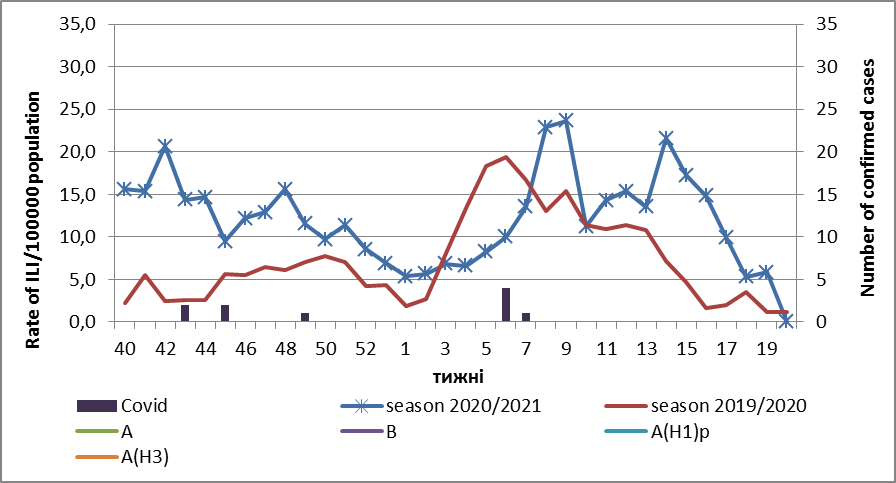 35,0
30,0
25,0
20,0
15,0
10,0
5,0
0,0
Rate of ILI/100000 population
35
30
25
20
15
10
5
0
Number of confirmed cases
40 42 44 46 48 50 52 1 3 5 7 9 11 13 15 17 19
тижні
Covid season 2020/2021 season 2019/2020
A B A(H1)p
A(H3)